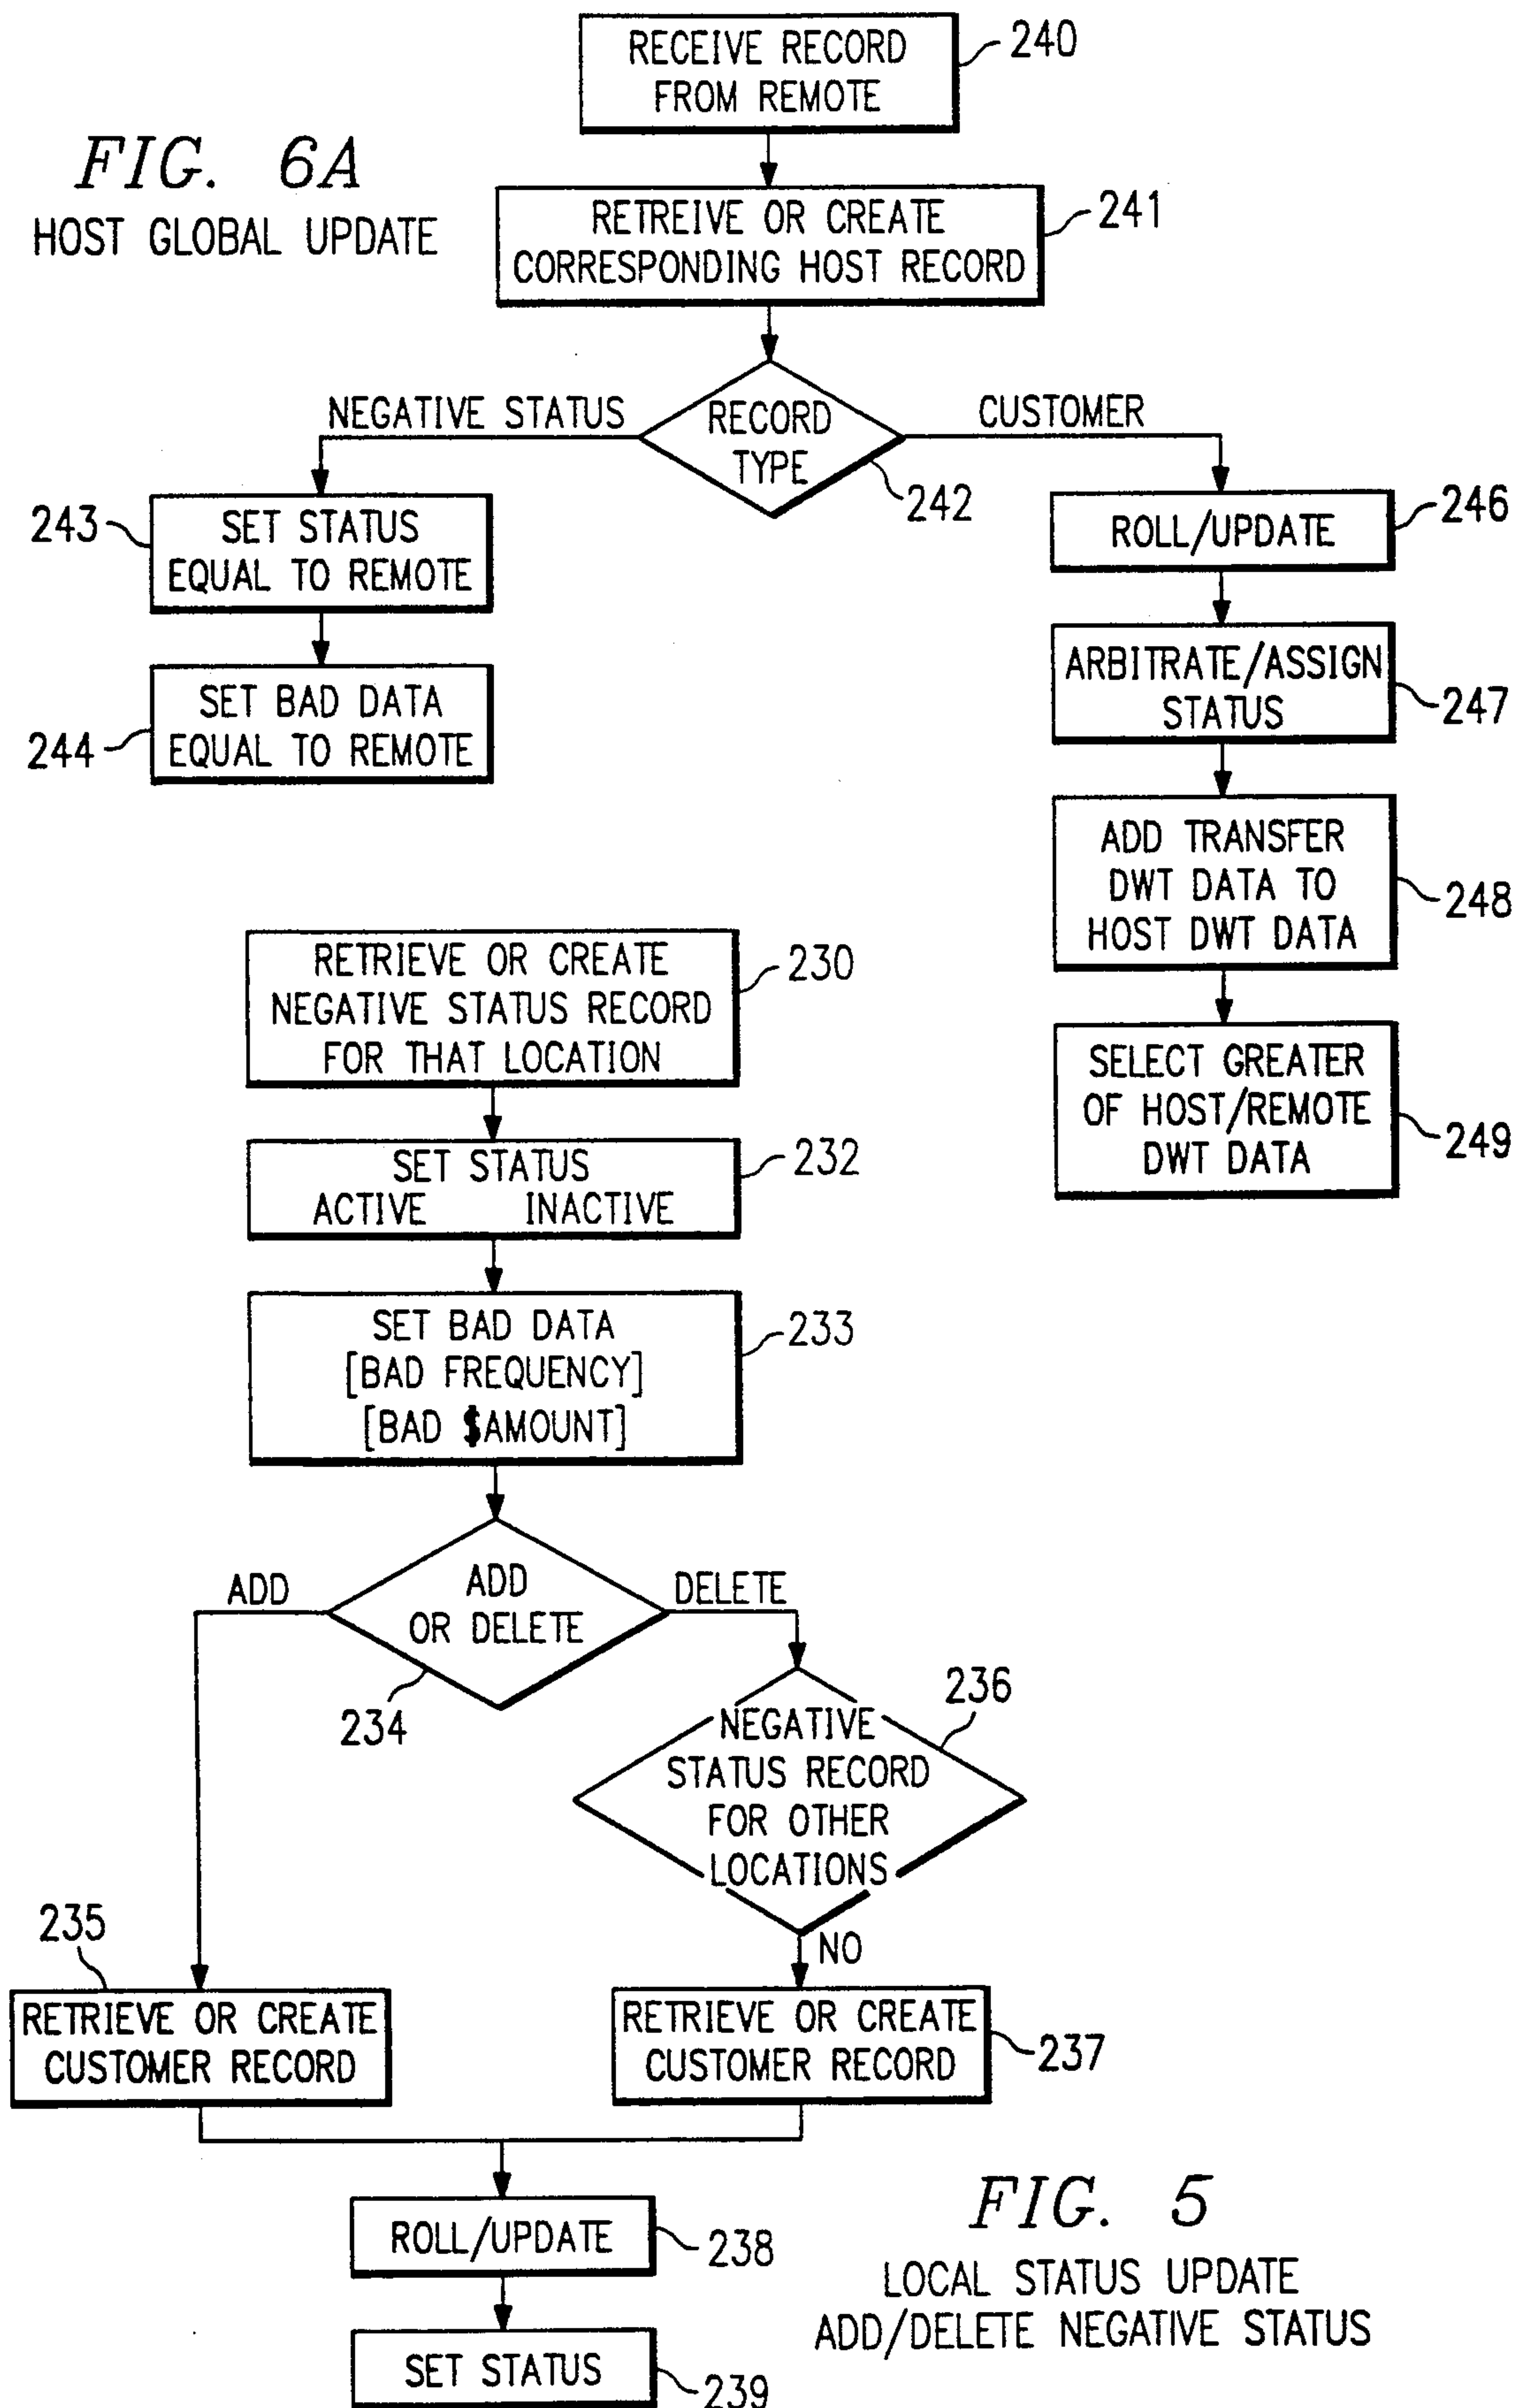 FIG. 6A
HOST GLOBAL UPDATE
RECEIVE RECORD
FROM REMOTE
240
RETREIVE OR CREATE
CORRESPONDING HOST RECORD
241
RECORD
TYPE
242
NEGATIVE STATUS
CUSTOMER
243
SET STATUS
EQUAL TO REMOTE
244
SET BAD DATA
EQUAL TO REMOTE
ROLL/UPDATE
246
ARBITRATE/ASSIGN
STATUS
247
ADD TRANSFER
DWT DATA TO
HOST DWT DATA
248
SELECT GREATER
OF HOST/REMOTE
DWT DATA
249
RETRIEVE OR CREATE
NEGATIVE STATUS RECORD
FOR THAT LOCATION
230
SET STATUS
ACTIVE INACTIVE
232
SET BAD DATA
[BAD FREQUENCY]
[BAD $AMOUNT]
233
ADD
OR DELETE
234
ADD
DELETE
NEGATIVE
STATUS RECORD
FOR OTHER
LOCATIONS
236
NO
235
RETRIEVE OR CREATE
CUSTOMER RECORD
RETRIEVE OR CREATE
CUSTOMER RECORD
237
ROLL/UPDATE
238
SET STATUS
239
FIG. 5
LOCAL STATUS UPDATE
ADD/DELETE NEGATIVE STATUS